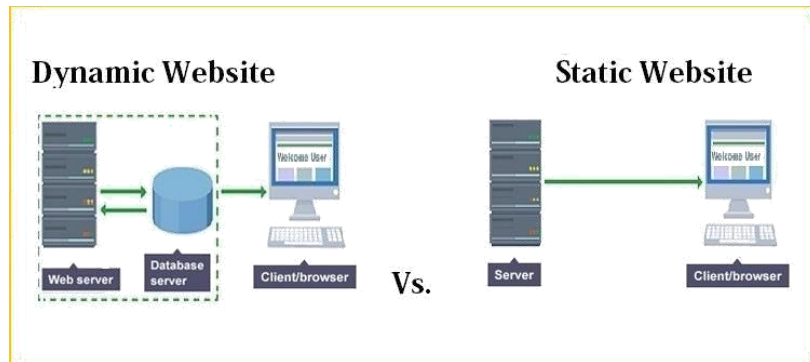 Dynamic Website
Static Website
Welcome User
Welcome User
Web server
Database
server
Client/browser
Vs.
Server
Client/browser